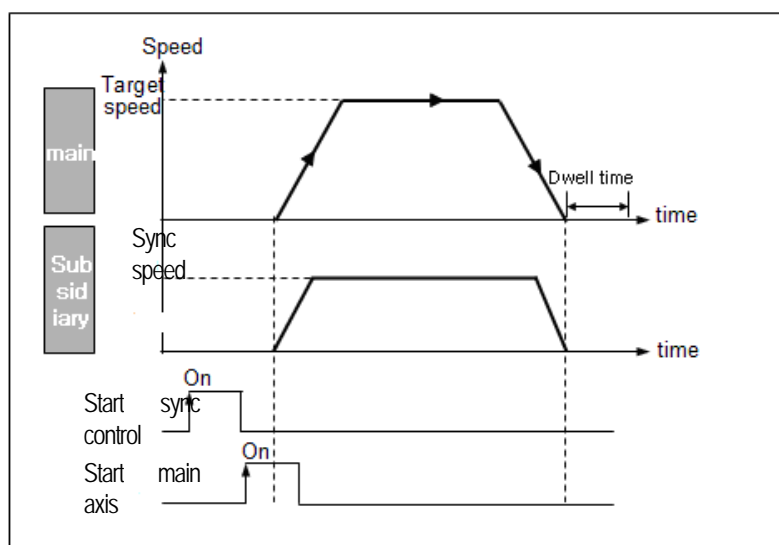 Speed
Target
speed
main
Dwell time
time
Sync
speed
Sub
sid
iary
time
On
Start sync
control
On
Start main
axis